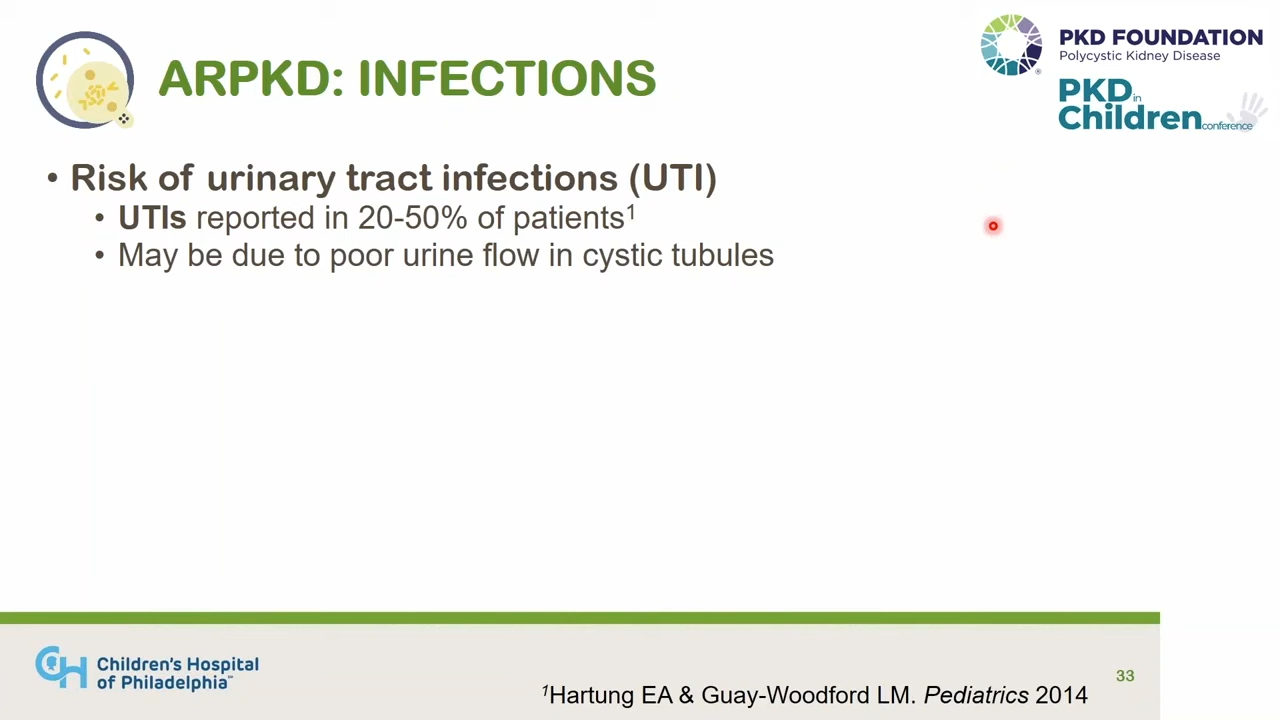 ARPKD: INFECTIONS
PKD FOUNDATION
Polycystic Kidney Disease
PKD in
Children conference
• Risk of urinary tract infections (UTI)
• UTIs reported in 20-50% of patients¹
• May be due to poor urine flow in cystic tubules
CH Children's Hospital
of Philadelphia™
33
¹Hartung EA & Guay-Woodford LM. Pediatrics 2014